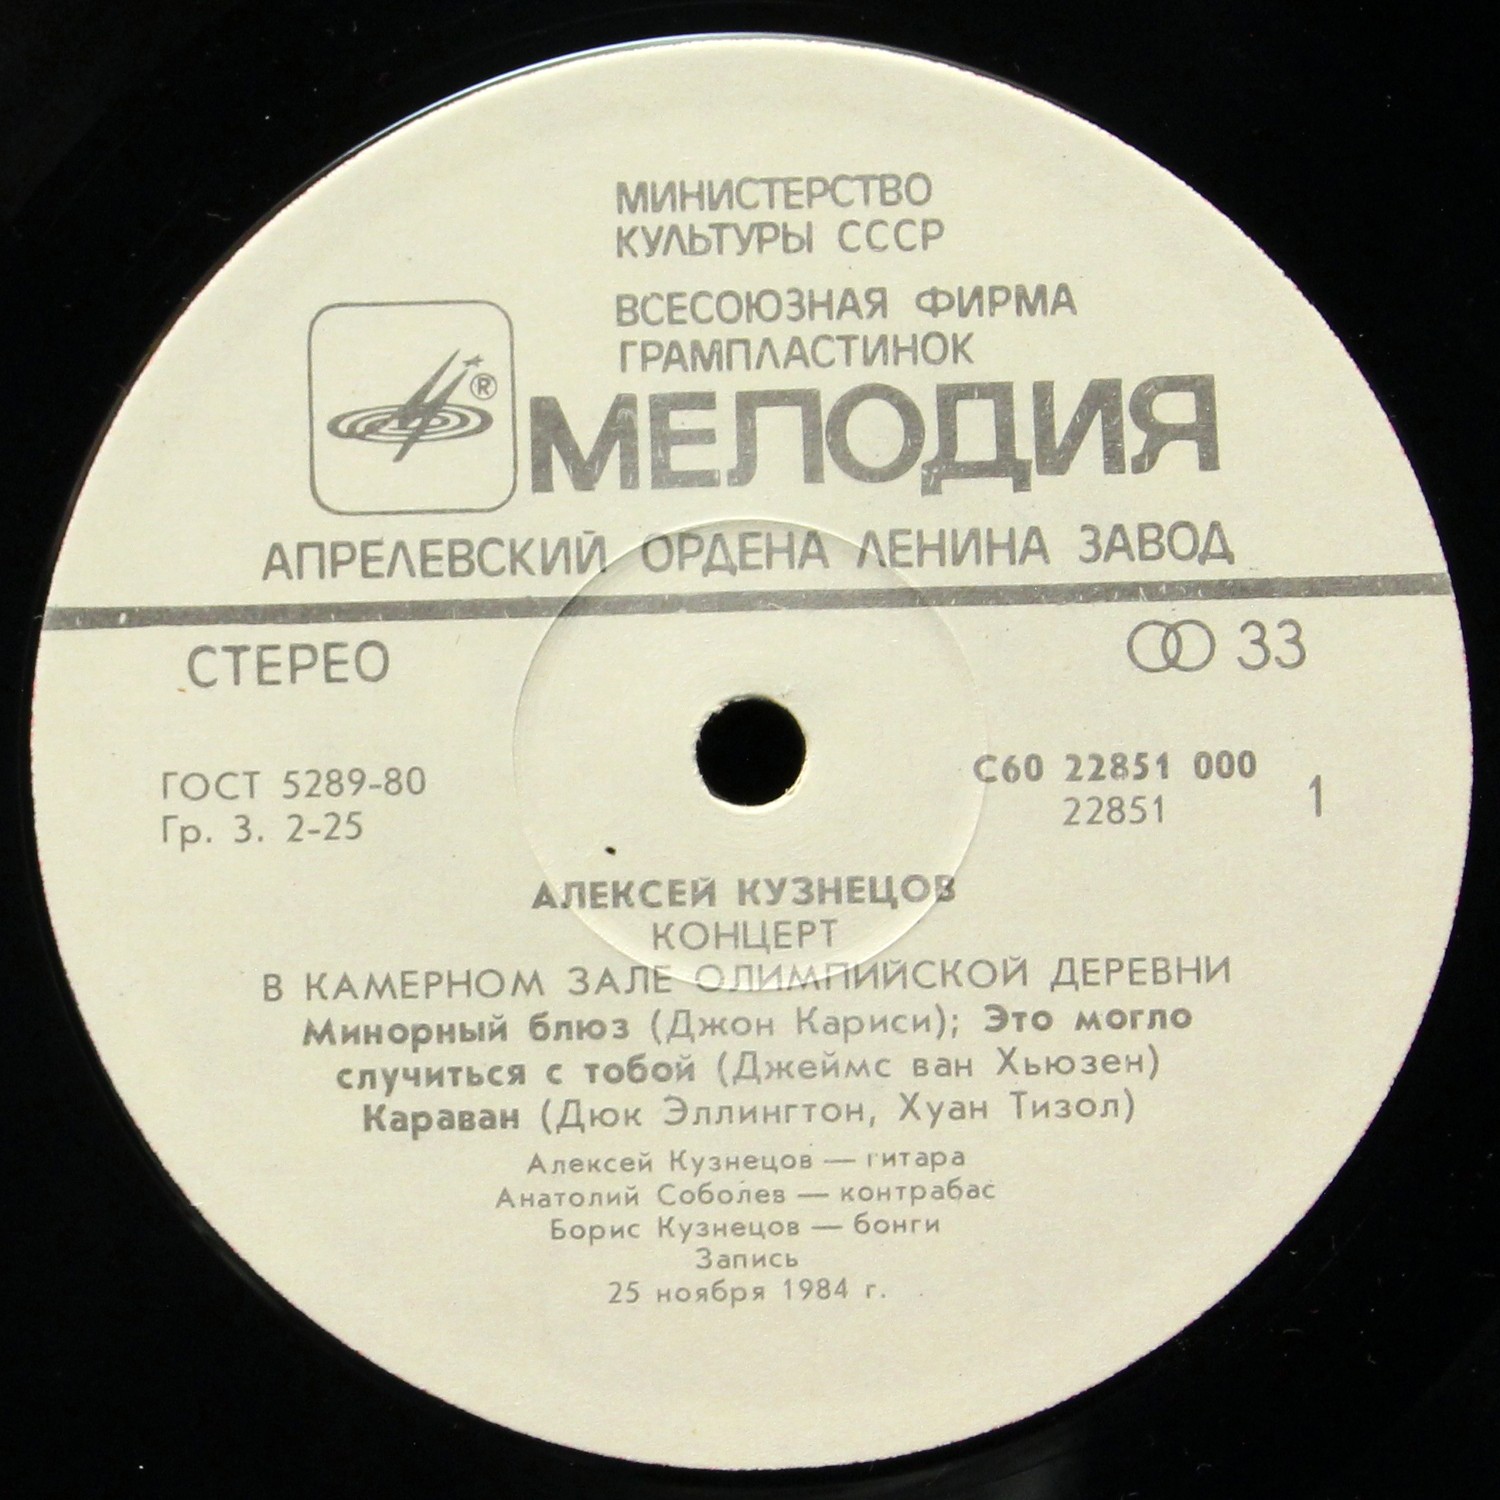 МИНИСТЕРСТВО
КУЛЬТУРЫ СССР
ВСЕСОЮЗНАЯ ФИРМА
ГРАМПЛАСТИНОК
®
МЕЛОДИЯ
АПРЕЛЕВСКИЙ ОРДЕНА ЛЕНИНА ЗАВОД
СТЕРЕО
33
ГОСТ 5289-80
Гр. 3. 2-25
С60 22851 000
22851
1
АЛЕКСЕЙ КУЗНЕЦОВ
КОНЦЕРТ
В КАМЕРНОМ ЗАЛЕ ОЛИМПИЙСКОЙ ДЕРЕВНИ
Минорный блюз (Джон Кариси); Это могло
случиться с тобой (Джеймс ван Хьюзен)
Караван (Дюк Эллингтон, Хуан Тизол)
Алексей Кузнецов — гитара
Анатолий Соболев — контрабас
Борис Кузнецов — бонги
Запись
25 ноября 1984 г.